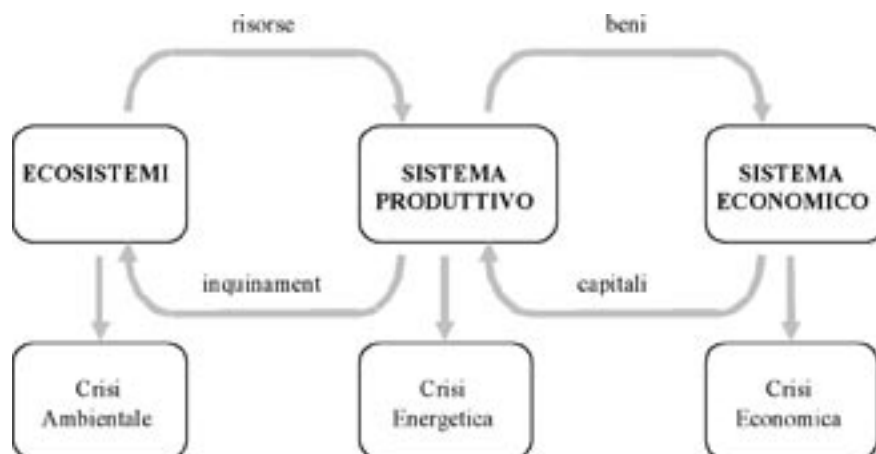 risorse
beni
ECOSISTEMI
SISTEMA
PRODUTTIVO
SISTEMA
ECONOMICO
inquinament
capitali
Crisi
Ambientale
Crisi
Energetica
Crisi
Economica